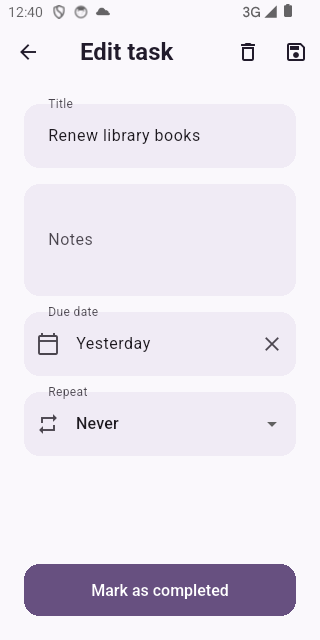 12:40
3G
Edit task
Title
Renew library books
Notes
Due date
Yesterday
Repeat
Never
Mark as completed